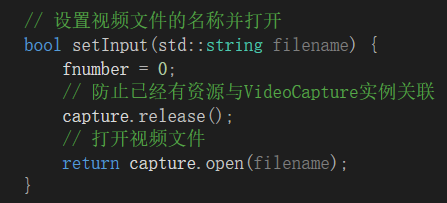 // 设置视频文件的名称并打开
bool setInput(std::string filename) {
    fnumber = 0;
    // 防止已经有资源与VideoCapture实例关联
    capture.release();
    // 打开视频文件
    return capture.open(filename);
}